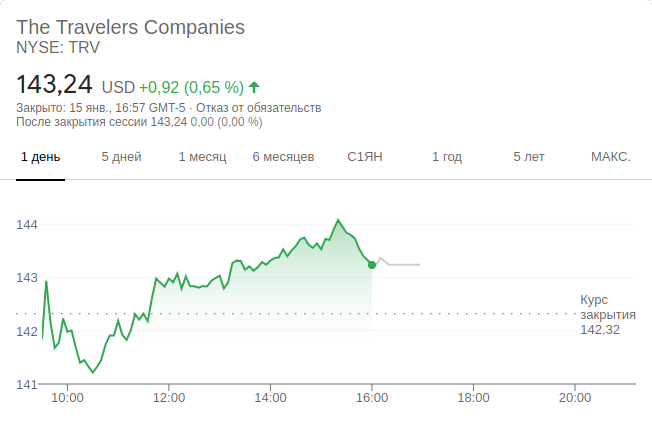 The Travelers Companies
NYSE: TRV
143,24 USD +0,92 (0,65 %)
Закрыто: 15 янв., 16:57 GMT-5 · Отказ от обязательств
После закрытия сессии 143,24 0,00 (0,00 %)
1 день 5 дней 1 месяц 6 месяцев С1ЯН 1 год 5 лет МАКС.
144
143
Курс
закрытия
142,32
142
141
10:00 12:00 14:00 16:00 18:00 20:00